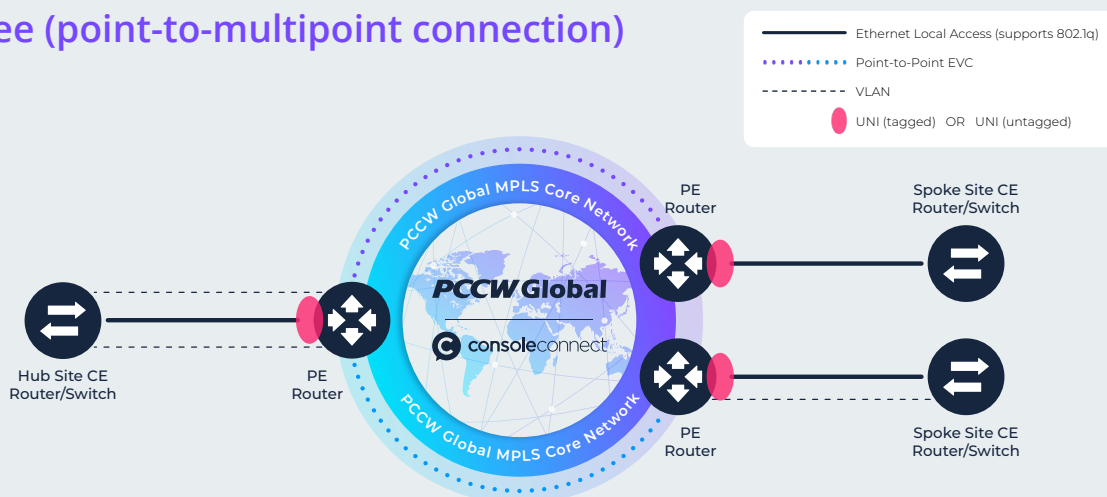 ee (point-to-multipoint connection)
Ethernet Local Access (supports 802.1q)
Point-to-Point EVC
VLAN
UNI (tagged) OR UNI (untagged)
PCCW Global MPLS Core Network
PE
Router
Spoke Site CE
Router/Switch
PCCW Global
consoleconnect
Hub Site CE
Router/Switch
PE
Router
PCCW Global MPLS Core Network
PE
Router
Spoke Site CE
Router/Switch